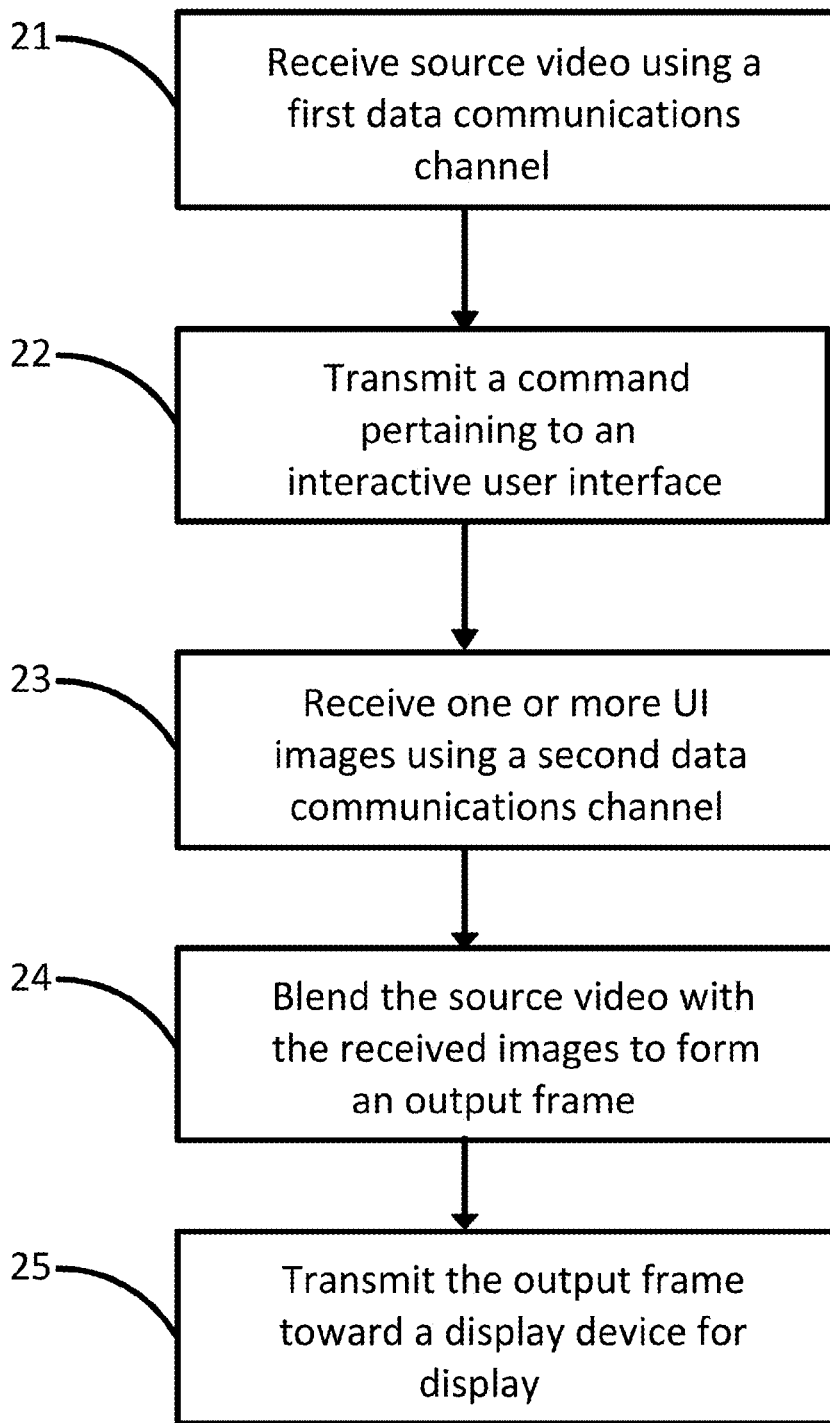 21
Receive source video using a
first data communications
channel
22
Transmit a command
pertaining to an
interactive user interface
23
Receive one or more UI
images using a second data
communications channel
24
Blend the source video with
the received images to form
an output frame
25
Transmit the output frame
toward a display device for
display